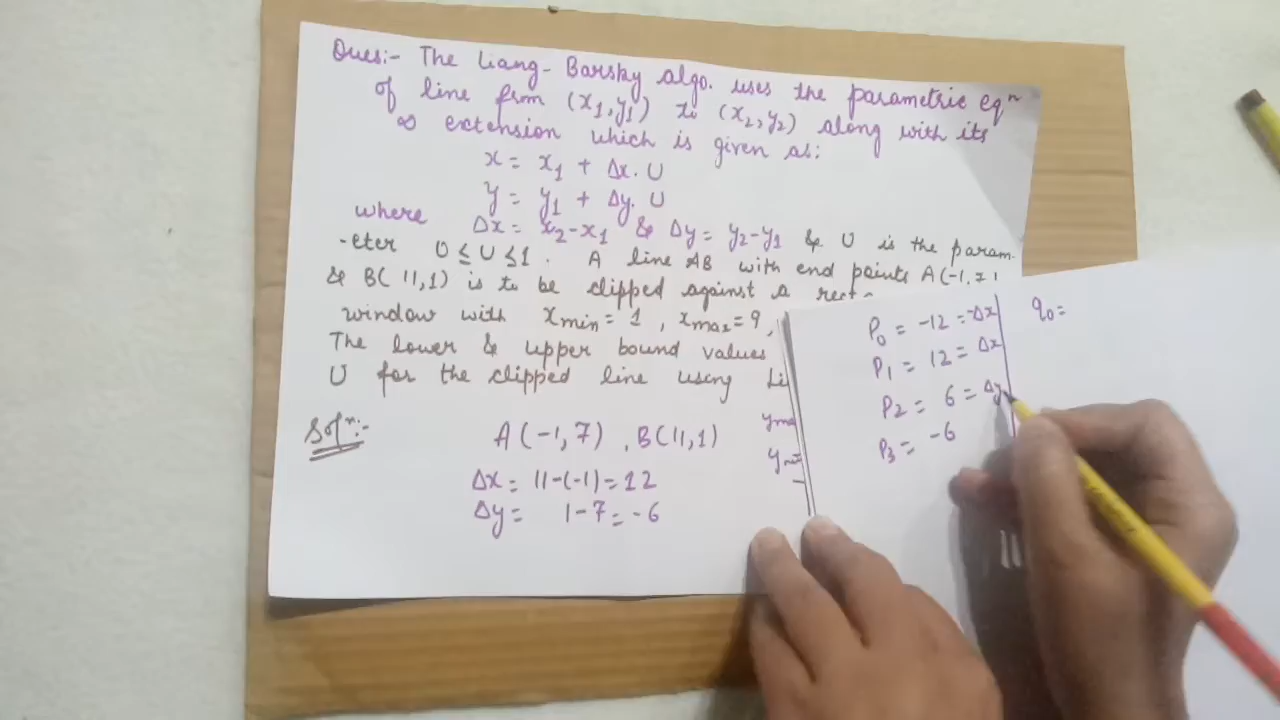 Ques:- The Liang-Barsky algo. uses the parametric eqn
of line from (x1,y1) to (x2,y2) along with its
∞ extension which is given as:
x = x1 + Δx. U
y = y1 + Δy. U
where Δx = x2-x1 & Δy = y2-y1 & U is the param-
-eter 0 ≤ U ≤ 1. A line AB with end points A(-1,7)
& B(11,1) is to be clipped against a
window with xmin = 1, xmax = 9,
The lower & upper bound values
U for the clipped line using
Soln:-
A(-1,7), B(11,1)
Δx = 11-(-1) = 12
Δy = 1-7 = -6
P0 = -12 = -Δx
P1 = 12 = Δx
P2 = 6 = Δy
P3 = -6
q0 =